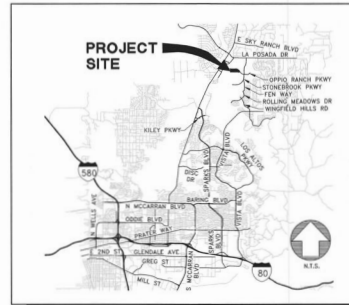 E SKY RANCH BLVD
LA POSADA DR
PROJECT
SITE
OPPIO RANCH PKWY
STONEBROOK PKWY
FEN WAY
ROLLING MEADOWS DR
WINGFIELD HILLS RD
KILEY PKWY
VISTA BLVD
LOS ALTOS
PKWY
SPARKS BLVD
DISC
DR
580
N MCCARRAN BLVD
BARING BLVD
N WELLS AVE
ODDIE BLVD
VISTA BLVD
PRATER WAY
SPARKS
BLVD
2ND ST
GLENDALE AVE
GREG ST
S MCCARRAN
BLVD
80
MILL ST
N.T.S.